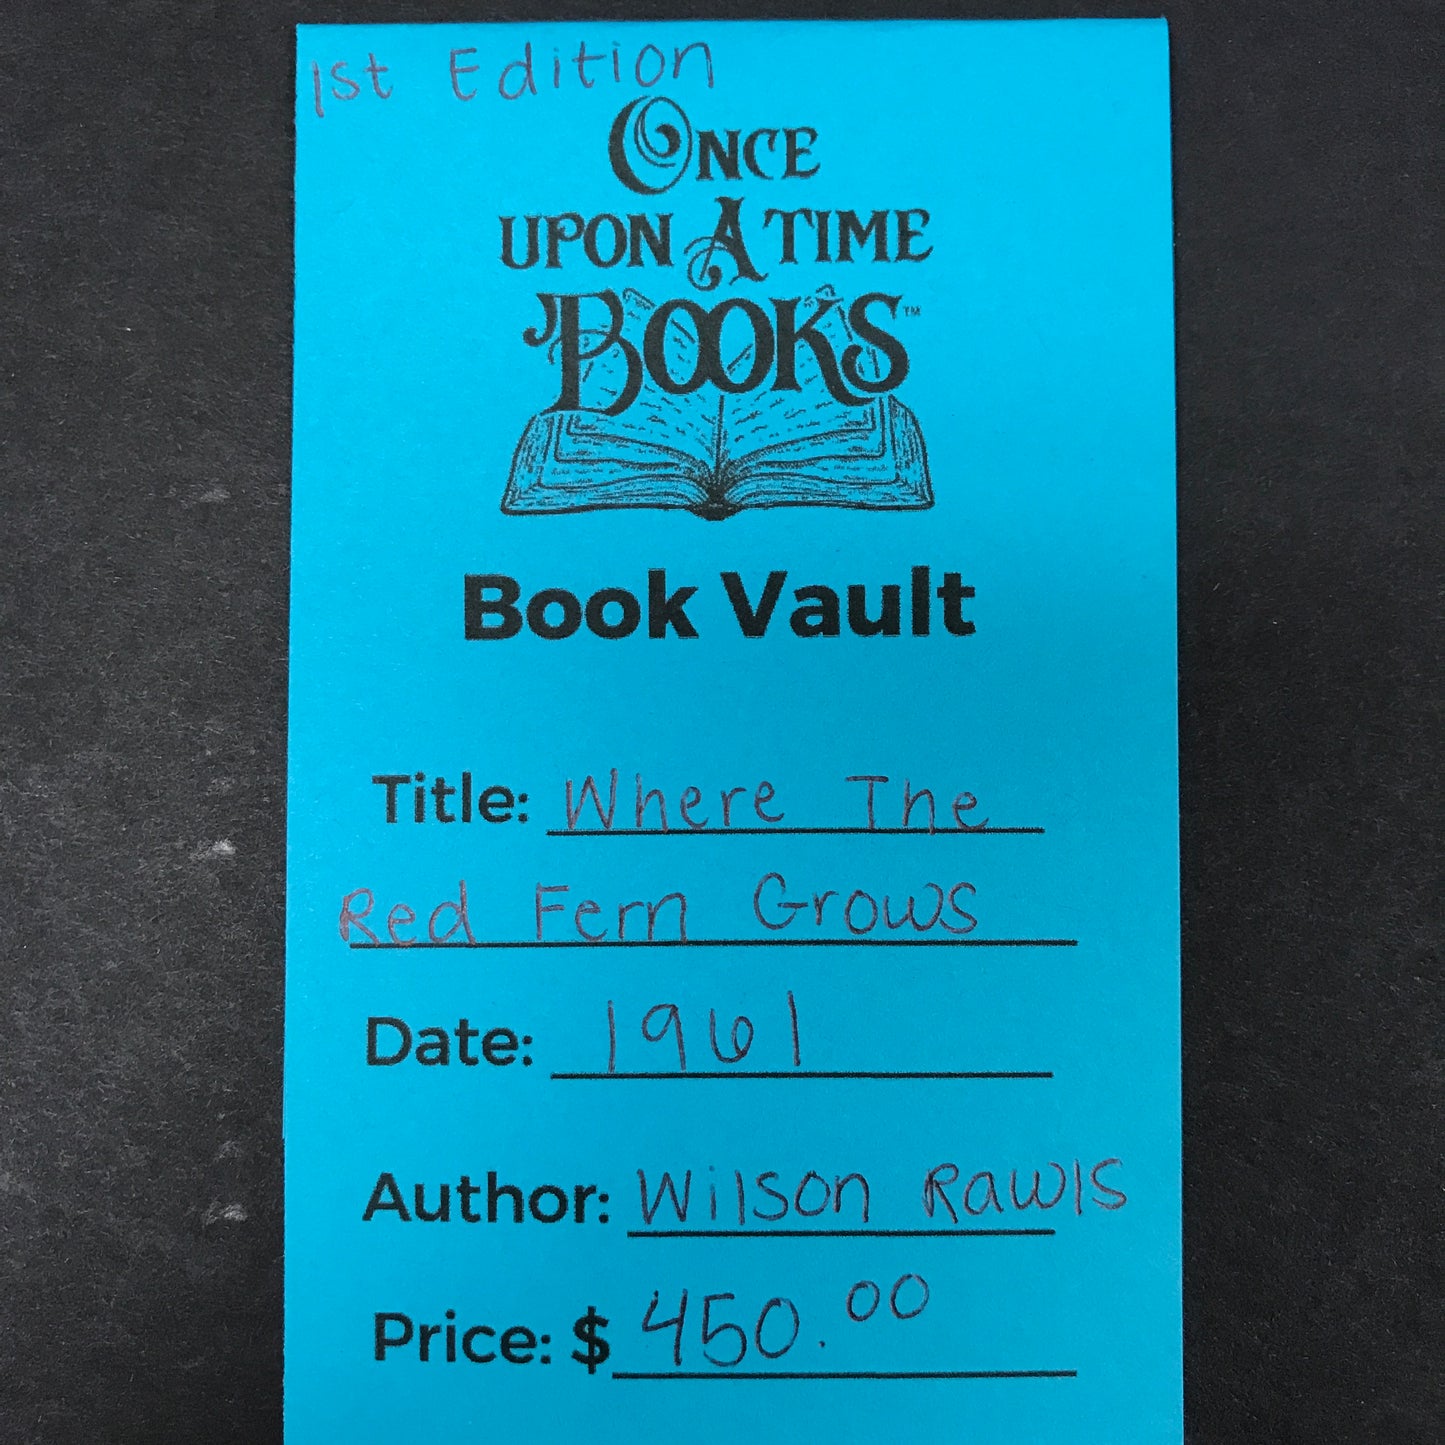 1st Edition
ONCE
UPON A TIME
BOOKS™
Book Vault
Title: Where The
Red Fern Grows
Date: 1961
Author: Wilson Rawls
Price: $ 450.00